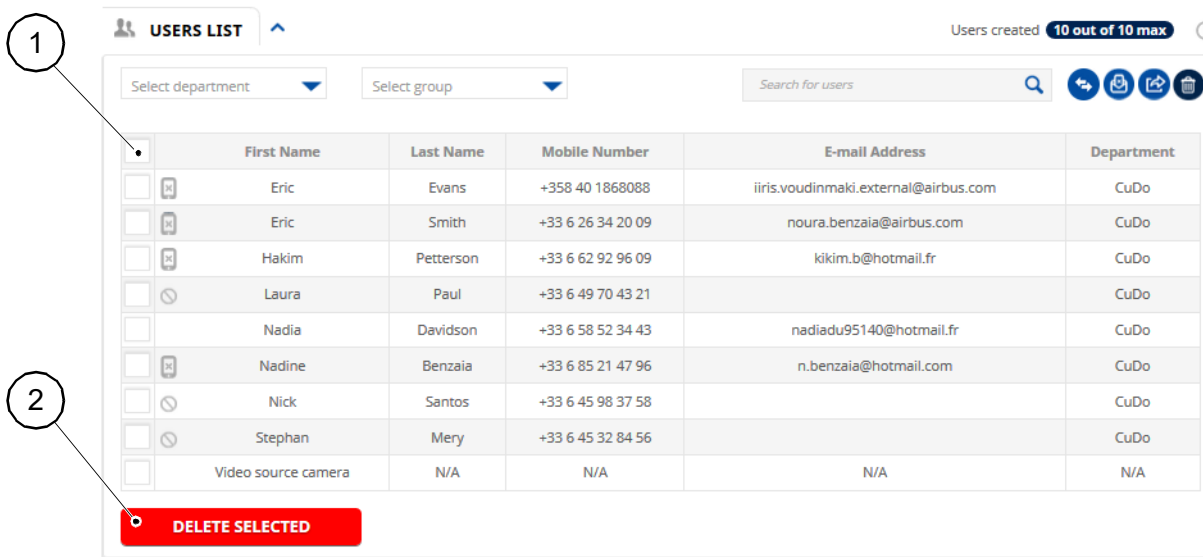 1
USERS LIST
Users created 10 out of 10 max
Select department Select group Search for users
First Name Last Name Mobile Number E-mail Address Department
Eric Evans +358 40 1868088 iiris.voudinmaki.external@airbus.com CuDo
Eric Smith +33 6 26 34 20 09 noura.benzaia@airbus.com CuDo
Hakim Petterson +33 6 62 92 96 09 kikim.b@hotmail.fr CuDo
Laura Paul +33 6 49 70 43 21 CuDo
Nadia Davidson +33 6 58 52 34 43 nadiadu95140@hotmail.fr CuDo
Nadine Benzaia +33 6 85 21 47 96 n.benzaia@hotmail.com CuDo
2
Nick Santos +33 6 45 98 37 58 CuDo
Stephan Mery +33 6 45 32 84 56 CuDo
Video source camera N/A N/A N/A N/A
DELETE SELECTED